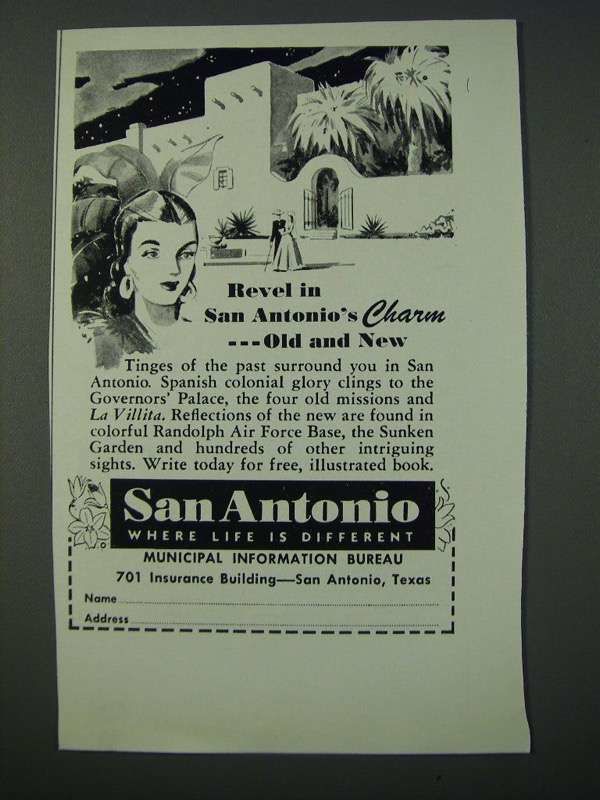 Revel in
San Antonio's Charm
---Old and New
Tinges of the past surround you in San
Antonio. Spanish colonial glory clings to the
Governors' Palace, the four old missions and
La Villita. Reflections of the new are found in
colorful Randolph Air Force Base, the Sunken
Garden and hundreds of other intriguing
sights. Write today for free, illustrated book.
San Antonio
WHERE LIFE IS DIFFERENT
MUNICIPAL INFORMATION BUREAU
701 Insurance Building—San Antonio, Texas
Name
Address